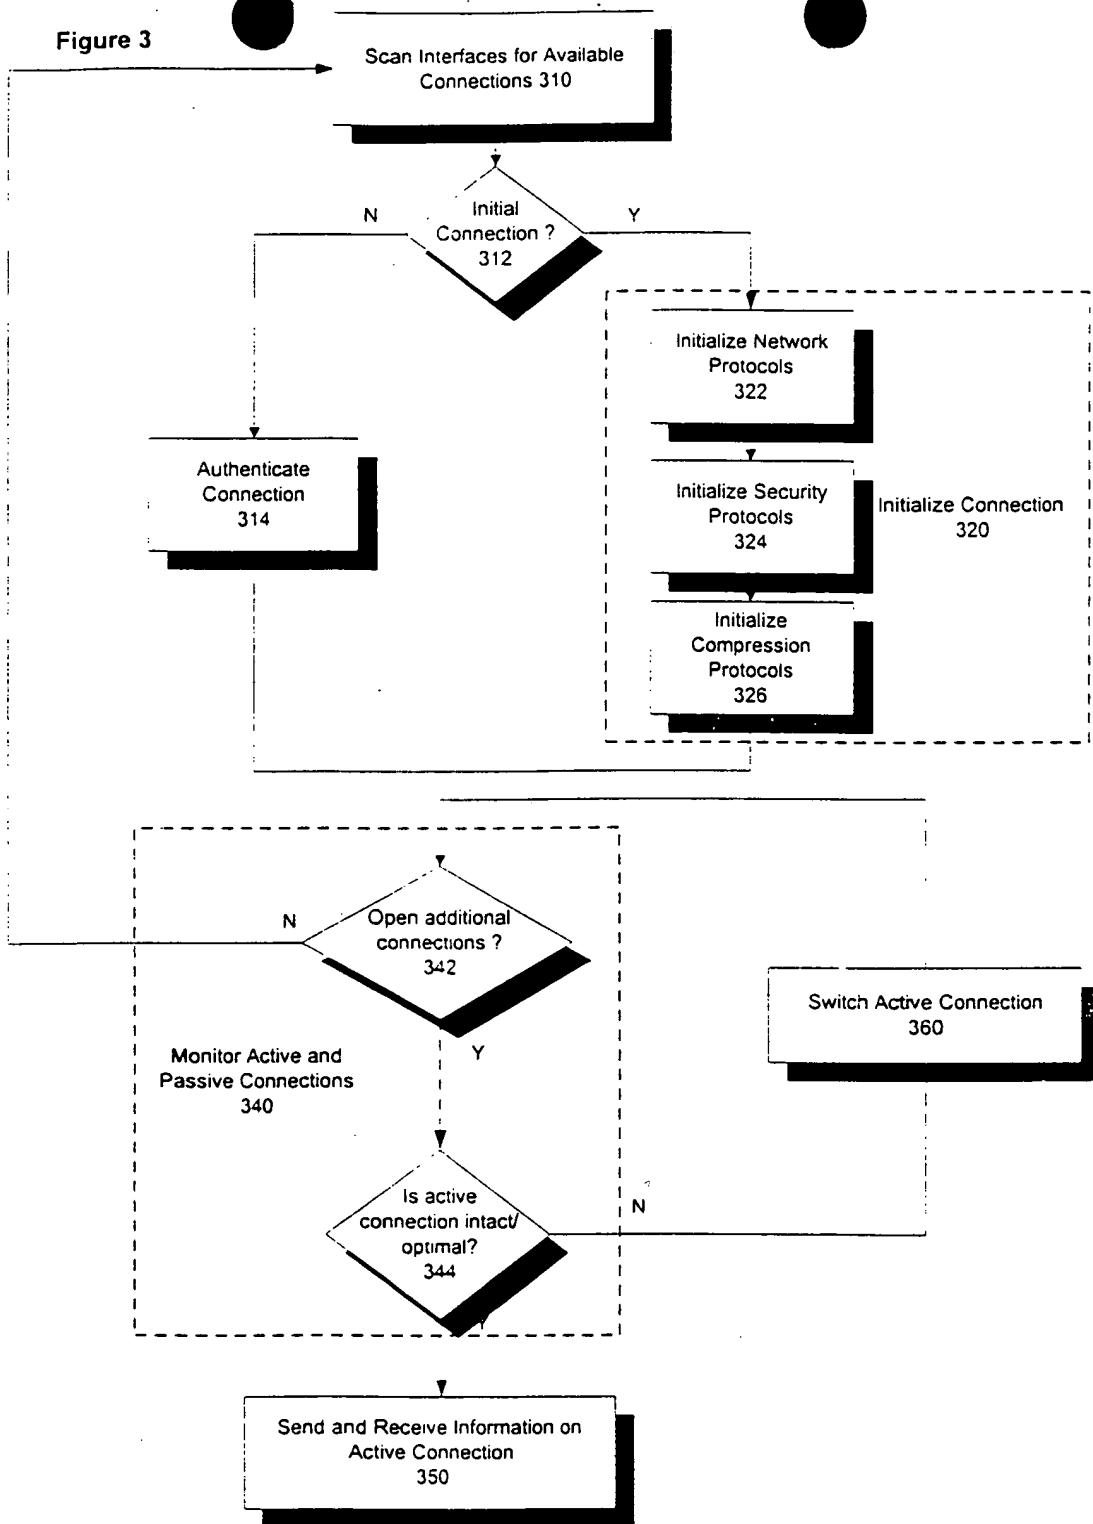 Figure 3
Scan Interfaces for Available
Connections 310
Initial
Connection ?
312
N
Y
Initialize Network
Protocols
322
Authenticate
Connection
314
Initialize Security
Protocols
324
Initialize Connection
320
Initialize
Compression
Protocols
326
N
Open additional
connections ?
342
Y
Switch Active Connection
360
Monitor Active and
Passive Connections
340
Is active
connection intact/
optimal?
344
N
Y
Send and Receive Information on
Active Connection
350